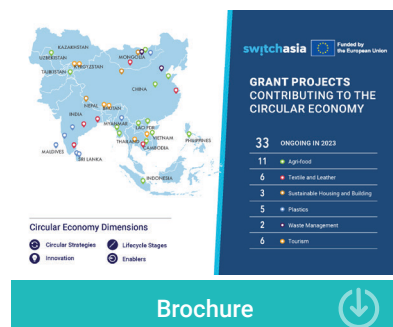 KAZAKHSTAN
UZBEKISTAN
KYRGYZSTAN
TAJIKISTAN
MONGOLIA
CHINA
NEPAL
BHUTAN
INDIA
MYANMAR
LAO PDR
THAILAND
VIETNAM
CAMBODIA
PHILIPPINES
MALDIVES
SRI LANKA
INDONESIA
Circular Economy Dimensions
Circular Strategies
Lifecycle Stages
Innovation
Enablers
switchasia
Funded by
the European Union
GRANT PROJECTS
CONTRIBUTING TO THE
CIRCULAR ECONOMY
33 ONGOING IN 2023
11 Agri-food
6 Textile and Leather
3 Sustainable Housing and Building
5 Plastics
2 Waste Management
6 Tourism
Brochure